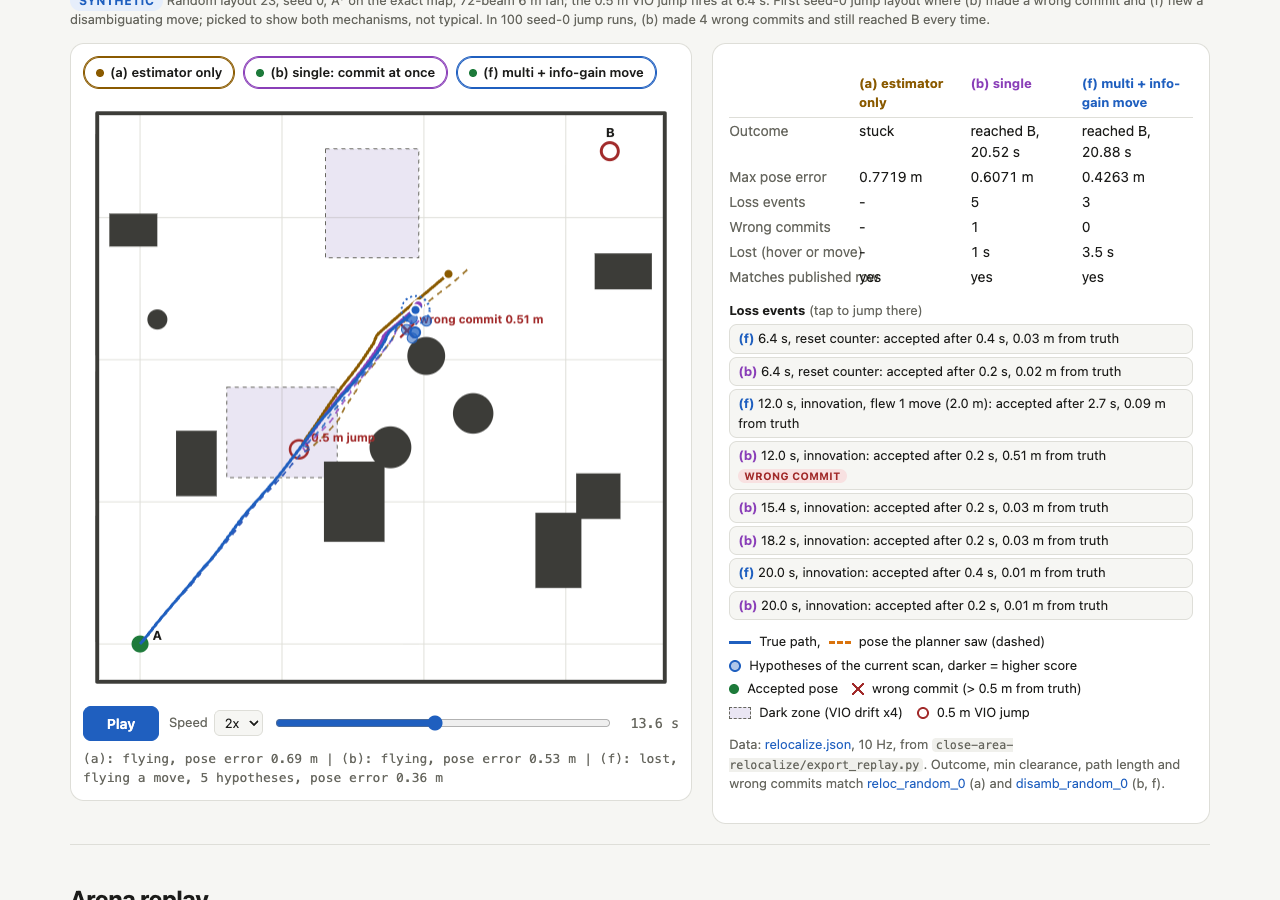 SYNTHETIC Random layout 23, seed 0, A* on the exact map, 72-beam 6 m fan, the 0.5 m VIO jump fires at 6.4 s. First seed-0 jump layout where (b) made a wrong commit and (f) flew a
disambiguating move; picked to show both mechanisms, not typical. In 100 seed-0 jump runs, (b) made 4 wrong commits and still reached B every time.
(a) estimator only
(b) single: commit at once
(f) multi + info-gain move
B
wrong commit 0.51 m
0.5 m jump
A
Play
Speed
2x
13.6 s
(a): flying, pose error 0.69 m | (b): flying, pose error 0.53 m | (f): lost,
flying a move, 5 hypotheses, pose error 0.36 m
(a) estimator only
(b) single
(f) multi + info-gain move
Outcome stuck reached B, 20.52 s reached B, 20.88 s
Max pose error 0.7719 m 0.6071 m 0.4263 m
Loss events - 5 3
Wrong commits - 1 0
Lost (hover or move) - 1 s 3.5 s
Matches published row yes yes yes
Loss events (tap to jump there)
(f) 6.4 s, reset counter: accepted after 0.4 s, 0.03 m from truth
(b) 6.4 s, reset counter: accepted after 0.2 s, 0.02 m from truth
(f) 12.0 s, innovation, flew 1 move (2.0 m): accepted after 2.7 s, 0.09 m
from truth
(b) 12.0 s, innovation: accepted after 0.2 s, 0.51 m from truth
WRONG COMMIT
(b) 15.4 s, innovation: accepted after 0.2 s, 0.03 m from truth
(b) 18.2 s, innovation: accepted after 0.2 s, 0.03 m from truth
(f) 20.0 s, innovation: accepted after 0.4 s, 0.01 m from truth
(b) 20.0 s, innovation: accepted after 0.2 s, 0.01 m from truth
True path, pose the planner saw (dashed)
Hypotheses of the current scan, darker = higher score
Accepted pose wrong commit (> 0.5 m from truth)
Dark zone (VIO drift x4) 0.5 m VIO jump
Data: relocalize.json, 10 Hz, from close-area-
relocalize/export_replay.py. Outcome, min clearance, path length and
wrong commits match reloc_random_0 (a) and disamb_random_0 (b, f).
Arena replay